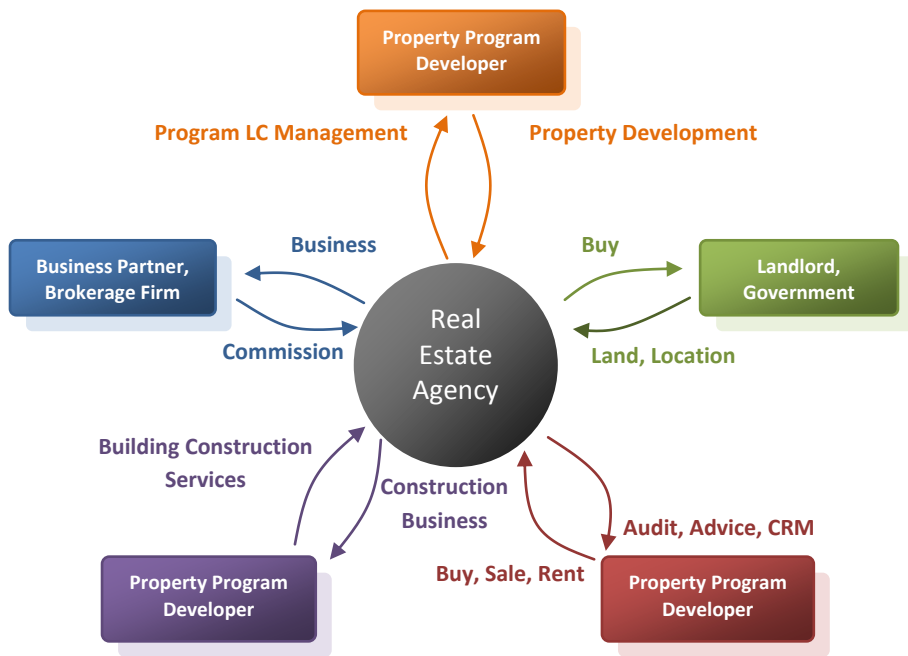 Property Program
Developer
Program LC Management
Property Development
Business
Buy
Business Partner,
Brokerage Firm
Landlord,
Government
Real
Estate
Agency
Commission
Land, Location
Building Construction
Services
Construction
Business
Audit, Advice, CRM
Buy, Sale, Rent
Property Program
Developer
Property Program
Developer